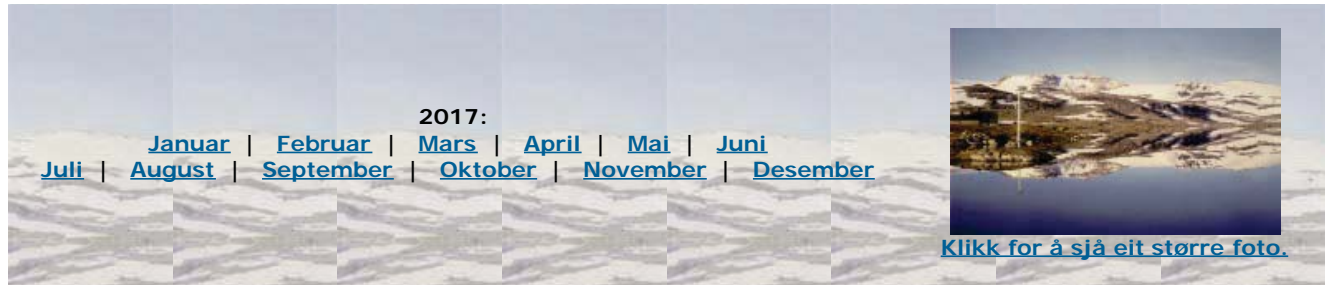 2017:
Januar | Februar | Mars | April | Mai | Juni
Juli | August | September | Oktober | November | Desember
Klikk for å sjå eit større foto.